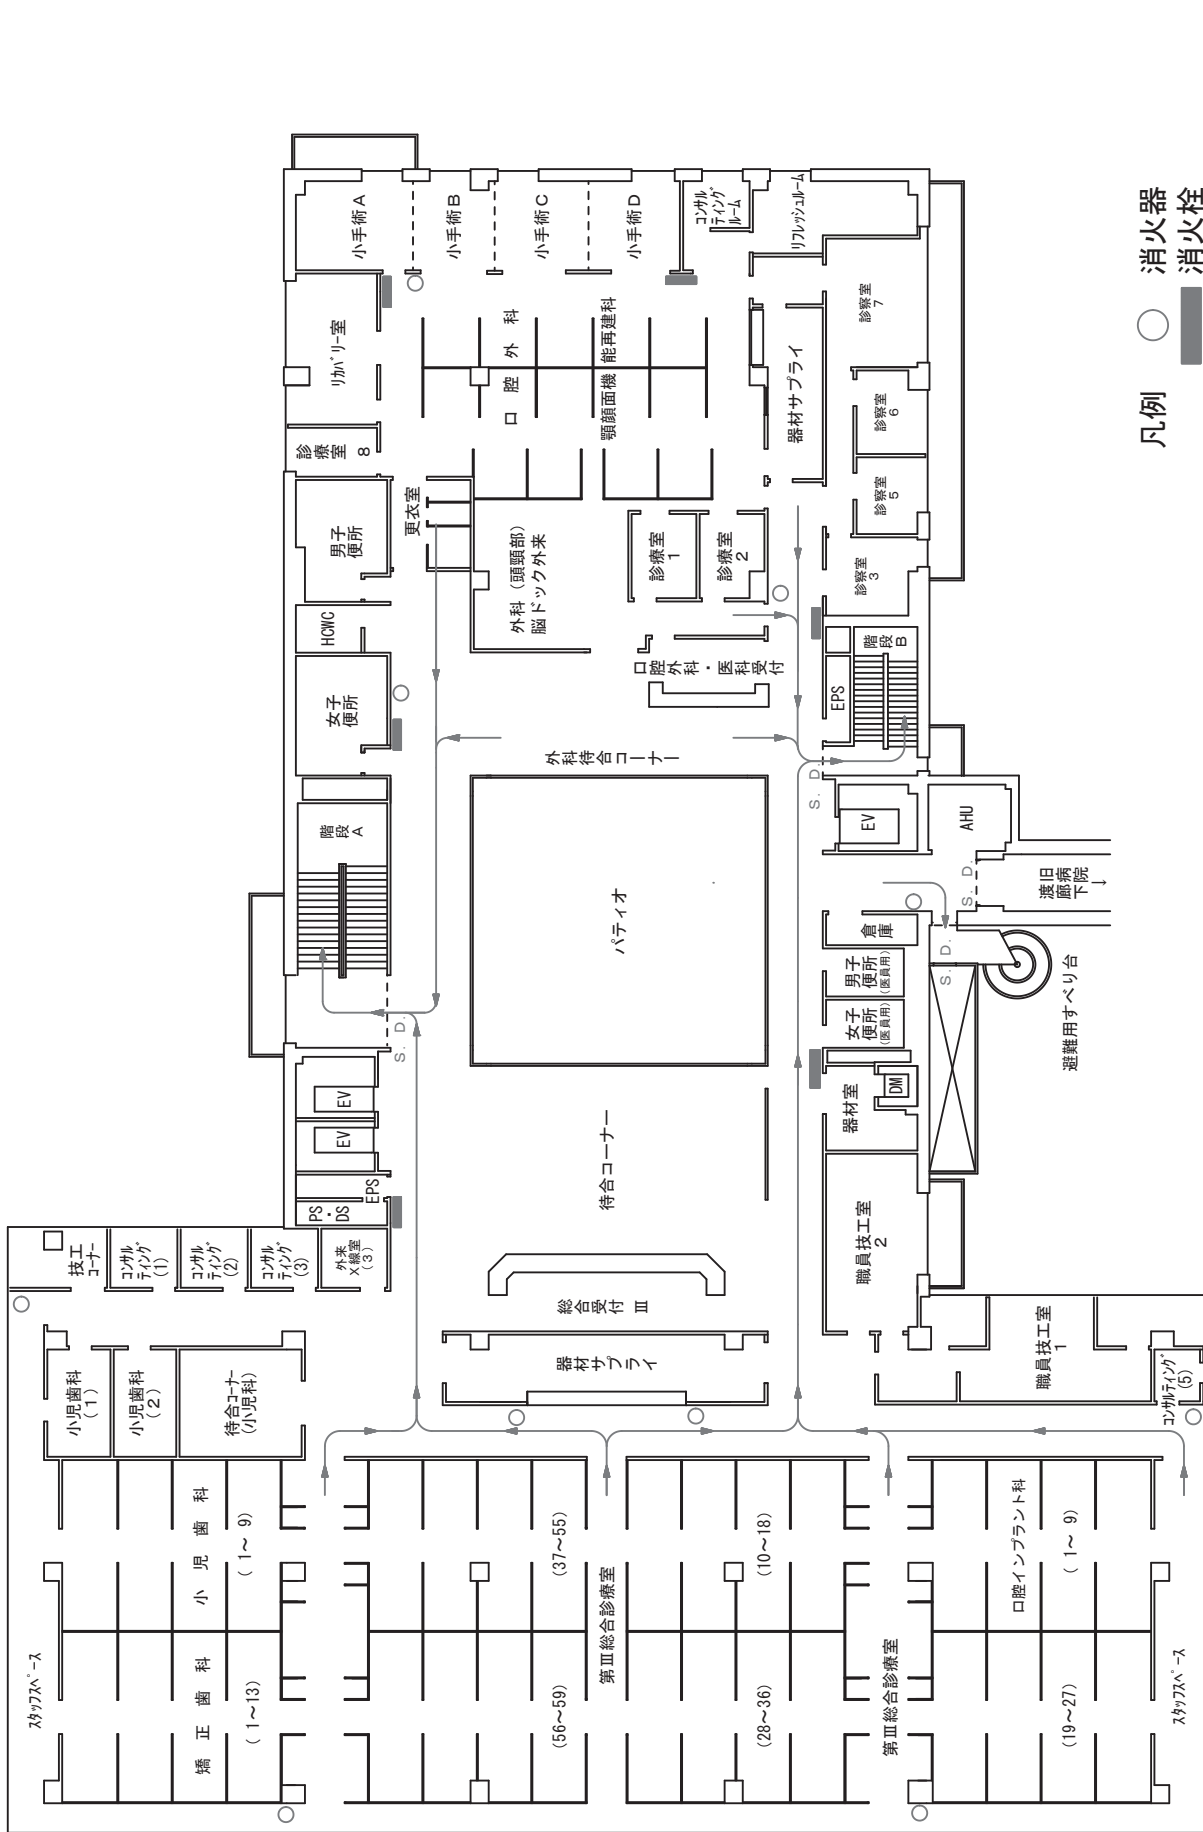 スタッフスペース
矯正歯科
(1～13)
小児歯科
(1～ 9)
小児歯科
(1)
小児歯科
(2)
待合コーナー
(小児科)
技工
コーナー
コンサル
ティング
(1)
コンサル
ティング
(2)
コンサル
ティング
(3)
外来
X線室
(3)
PS・DS
EPS
EV
EV
S. D.
階段
A
女子
便所
HCWC
男子
便所
更衣室
診療室
8
リカバリー室
小手術A
小手術B
小手術C
小手術D
コンサル
ティング
ルーム
リフレッシュルーム
(56～59)
(37～55)
第Ⅲ総合診療室
(28～36)
(10～18)
第Ⅲ総合診療室
(19～27)
口腔インプラント科
(1～ 9)
スタッフスペース
器材サプライ
総合受付 Ⅲ
待合コーナー
パティオ
外科待合コーナー
口腔外科・医科受付
外科(頭頸部)
脳ドック外来
診療室
1
診療室
2
口腔外科
顎顔面機能再建科
器材サプライ
コンサルティング
(5)
職員技工室
1
職員技工室
2
器材室
DM
女子
便所
(医員用)
男子
便所
(医員用)
倉庫
S. D.
S. D.
EV
AHU
渡り廊下
旧病院
↓
避難用すべり台
S. D.
EPS
階段
B
診察室
3
診察室
5
診察室
6
診察室
7
凡例
消火器
消火栓